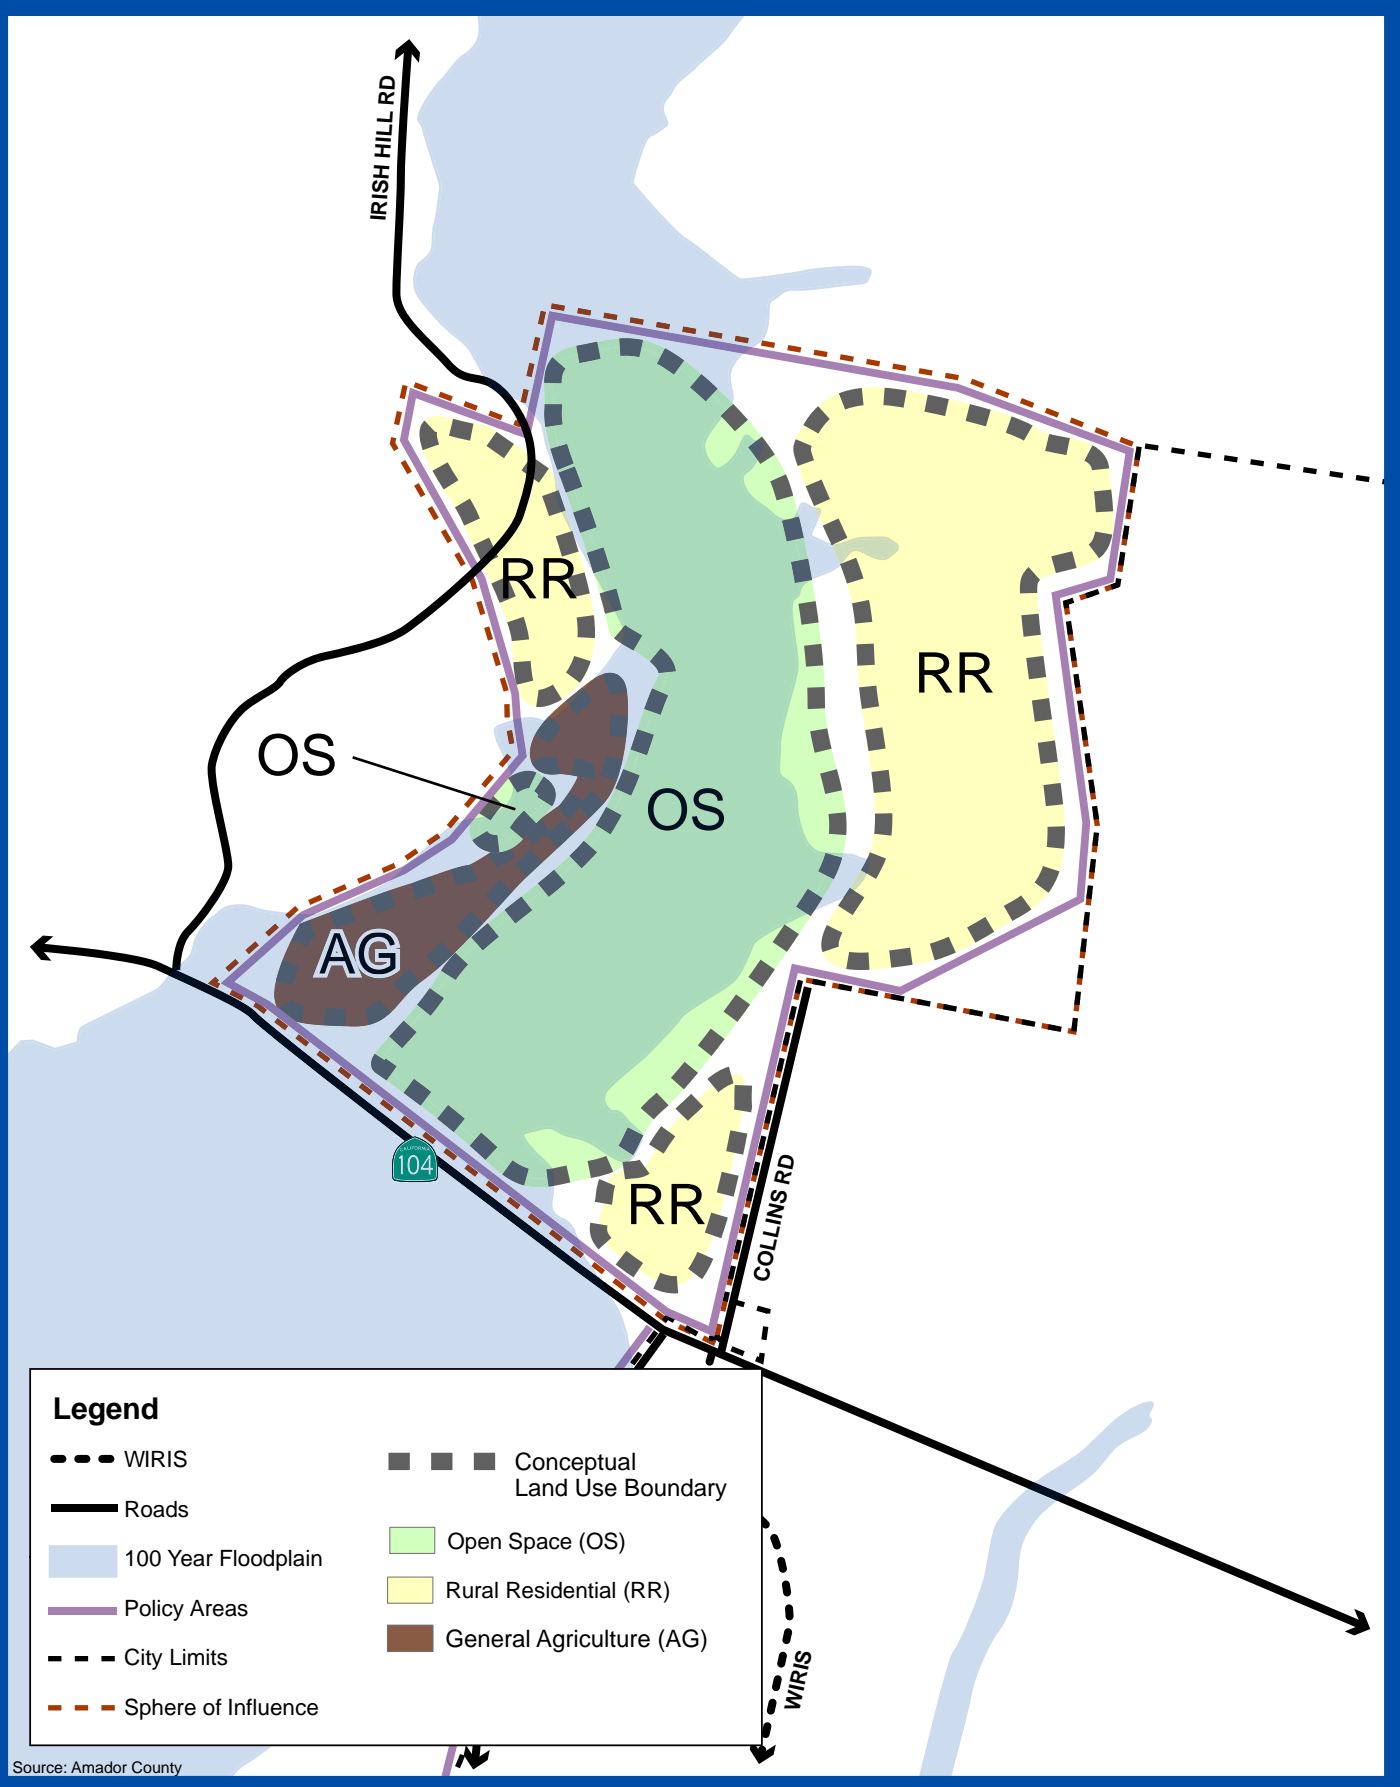 IRISH HILL RD
RR
RR
OS
OS
AG
CALIFORNIA
104
RR
COLLINS RD
Legend
WIRIS
Roads
100 Year Floodplain
Policy Areas
City Limits
Sphere of Influence
Conceptual
Land Use Boundary
Open Space (OS)
Rural Residential (RR)
General Agriculture (AG)
WIRIS
Source: Amador County